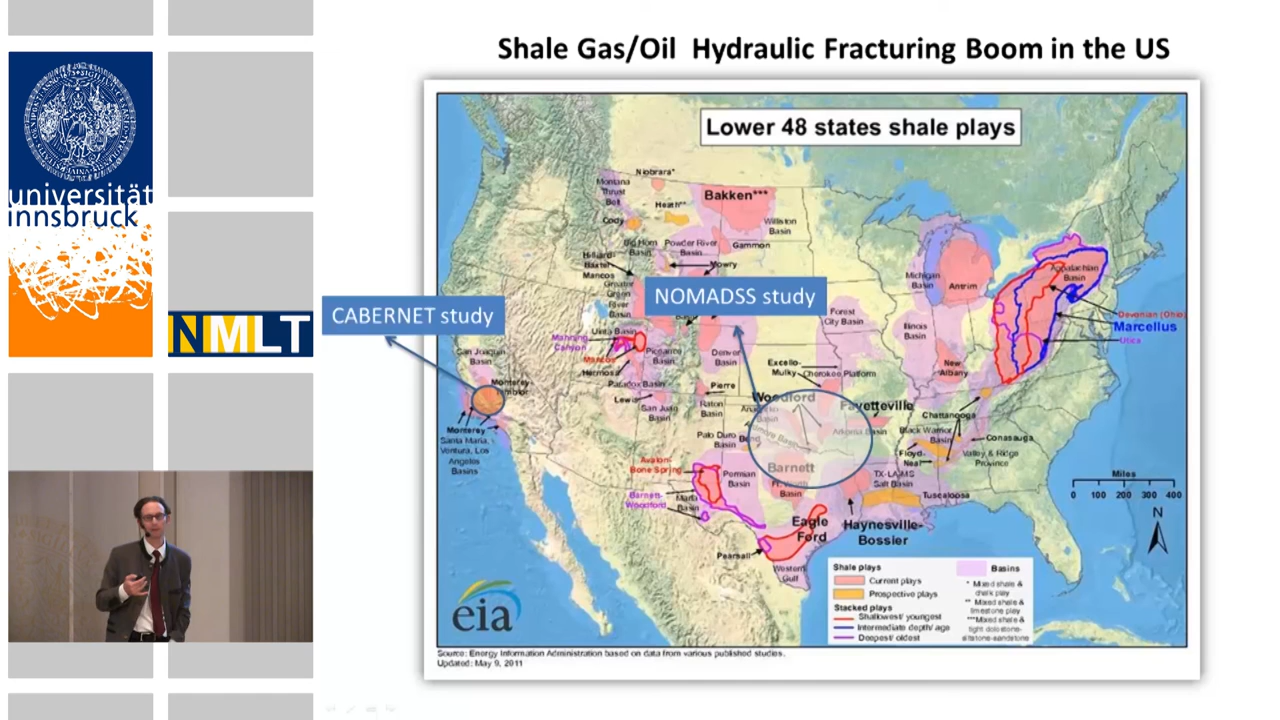 Shale Gas/Oil Hydraulic Fracturing Boom in the US
universität
innsbruck
NMLT
CABERNET study
NOMADSS study
Lower 48 states shale plays
Niobrara*
Montana
Thrust
Belt
Bakken***
Heath**
Cody
Williston
Basin
Big Horn
Basin
Powder River
Basin
Gammon
Hilliard-
Baxter-
Mancos
Mowry
Greater
Green
River
Basin
Michigan
Basin
Antrim
Appalachian
Basin
Devonian (Ohio)
Marcellus
Utica
Uinta Basin
Manning
Canyon
Mancos
Hermosa
Piceance
Basin
Denver
Basin
Forest
City Basin
Illinois
Basin
San Joaquin
Basin
Monterey-
Temblor
Paradox Basin
Excello-
Mulky
Cherokee Platform
New
Albany
Lewis
San Juan
Basin
Pierre
Raton
Basin
Woodford
Fayetteville
Chattanooga
Monterey
Santa Maria,
Ventura, Los
Angeles
Basins
Palo Duro
Basin
Black Warrior
Basin
Conasauga
Floyd-
Neal
Valley & Ridge
Province
Avalon-
Bone Spring
Permian
Basin
Barnett
TX-LA-MS
Salt Basin
Tuscaloosa
Barnett-
Woodford
Marfa
Basin
Eagle
Ford
Haynesville-
Bossier
Pearsall
Western
Gulf
Miles
0 100 200 300 400
N
Shale plays
Current plays
Prospective plays
Stacked plays
Shallowest/ youngest
Intermediate depth/ age
Deepest/ oldest
Basins
* Mixed shale &
chalk play
** Mixed shale &
limestone play
***Mixed shale &
tight dolostone-
siltstone-sandstone
eia
Source: Energy Information Administration based on data from various published studies.
Updated: May 9, 2011